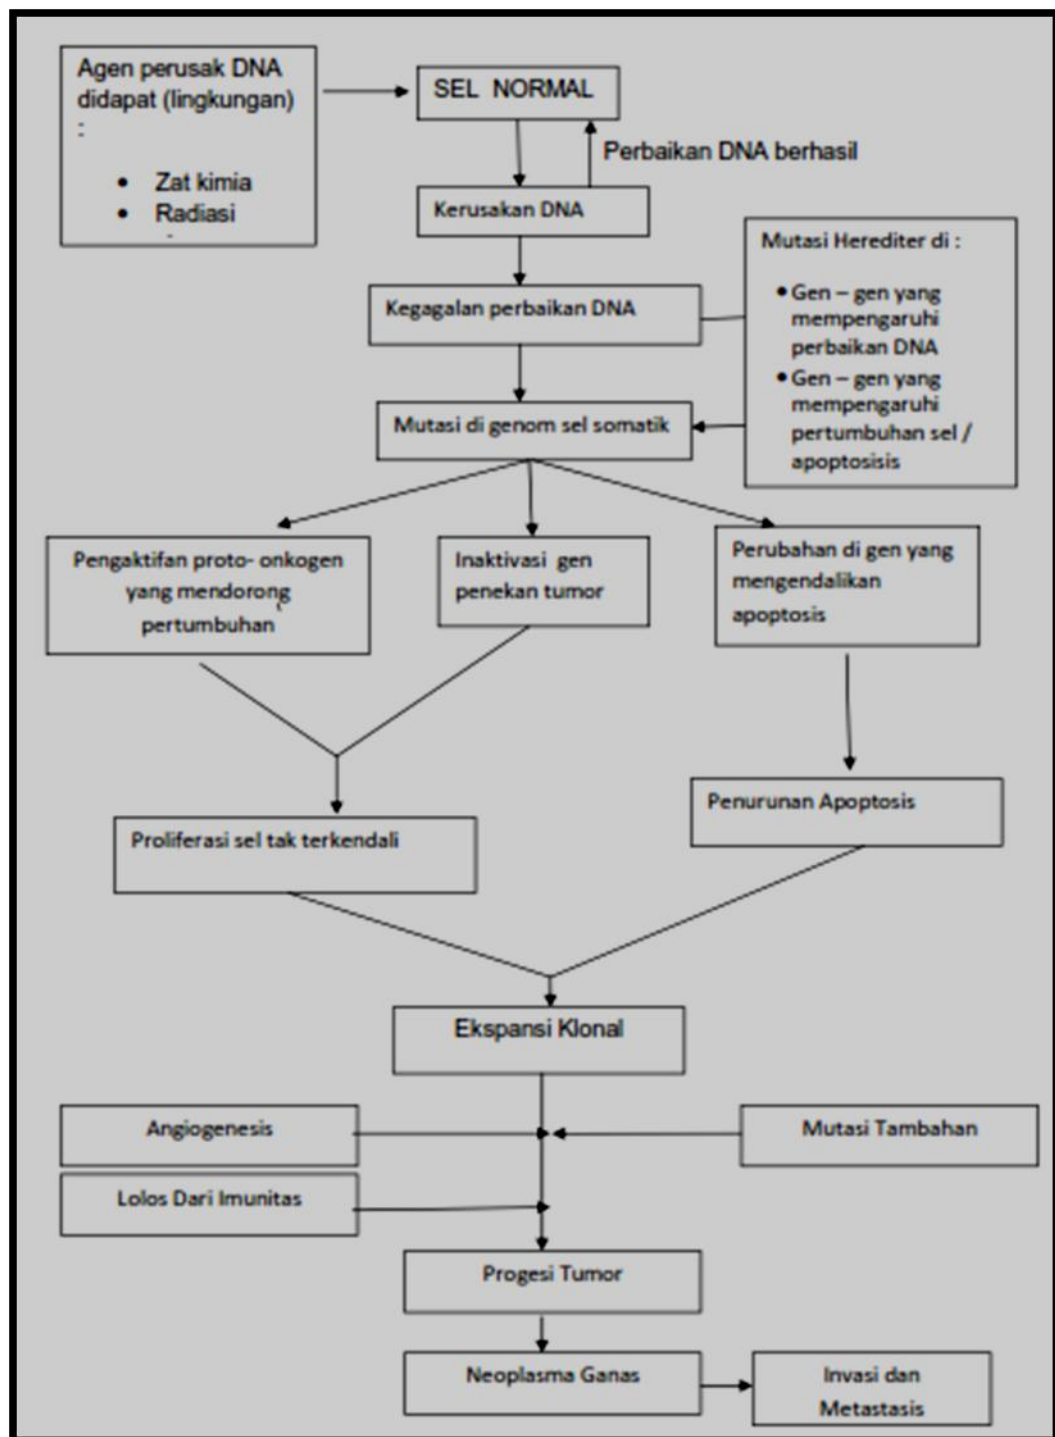 Agen perusak DNA
didapat (lingkungan)
:
• Zat kimia
• Radiasi
SEL NORMAL
Perbaikan DNA berhasil
Kerusakan DNA
Mutasi Herediter di :
• Gen – gen yang
mempengaruhi
perbaikan DNA
• Gen – gen yang
mempengaruhi
pertumbuhan sel /
apoptosisis
Kegagalan perbaikan DNA
Mutasi di genom sel somatik
Pengaktifan proto- onkogen
yang mendorong
pertumbuhan
Inaktivasi gen
penekan tumor
Perubahan di gen yang
mengendalikan
apoptosis
Penurunan Apoptosis
Proliferasi sel tak terkendali
Ekspansi Klonal
Angiogenesis
Mutasi Tambahan
Lolos Dari Imunitas
Progesi Tumor
Neoplasma Ganas
Invasi dan
Metastasis